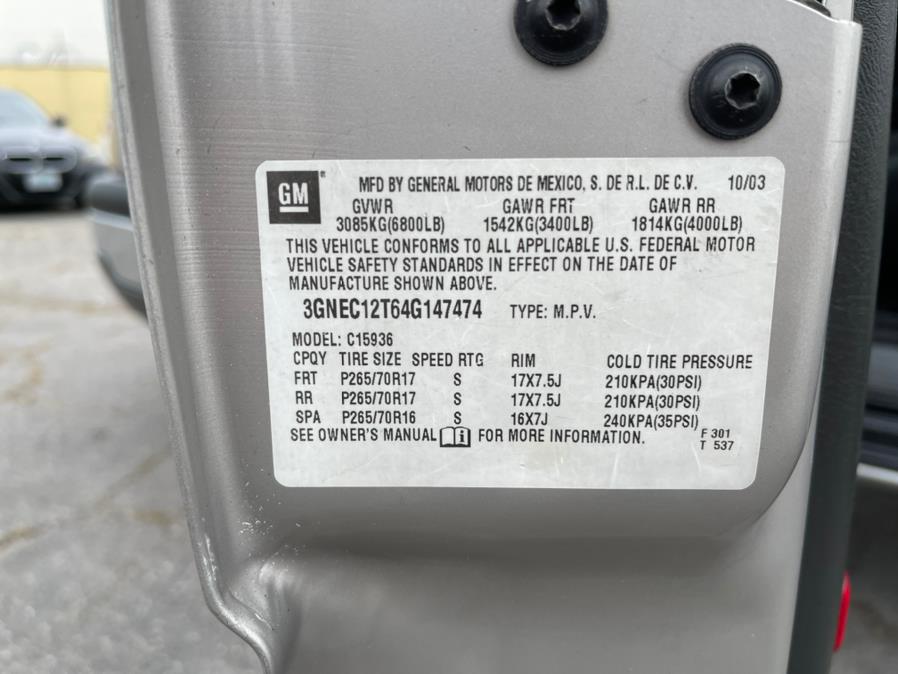 GM®
MFD BY GENERAL MOTORS DE MEXICO, S. DE R.L. DE C.V. 10/03
GVWR GAWR FRT GAWR RR
3085KG(6800LB) 1542KG(3400LB) 1814KG(4000LB)
THIS VEHICLE CONFORMS TO ALL APPLICABLE U.S. FEDERAL MOTOR
VEHICLE SAFETY STANDARDS IN EFFECT ON THE DATE OF
MANUFACTURE SHOWN ABOVE.
3GNEC12T64G147474 TYPE: M.P.V.
MODEL: C15936
CPQY TIRE SIZE SPEED RTG RIM COLD TIRE PRESSURE
FRT P265/70R17 S 17X7.5J 210KPA(30PSI)
RR P265/70R17 S 17X7.5J 210KPA(30PSI)
SPA P265/70R16 S 16X7J 240KPA(35PSI)
SEE OWNER'S MANUAL i FOR MORE INFORMATION. F 301
T 537